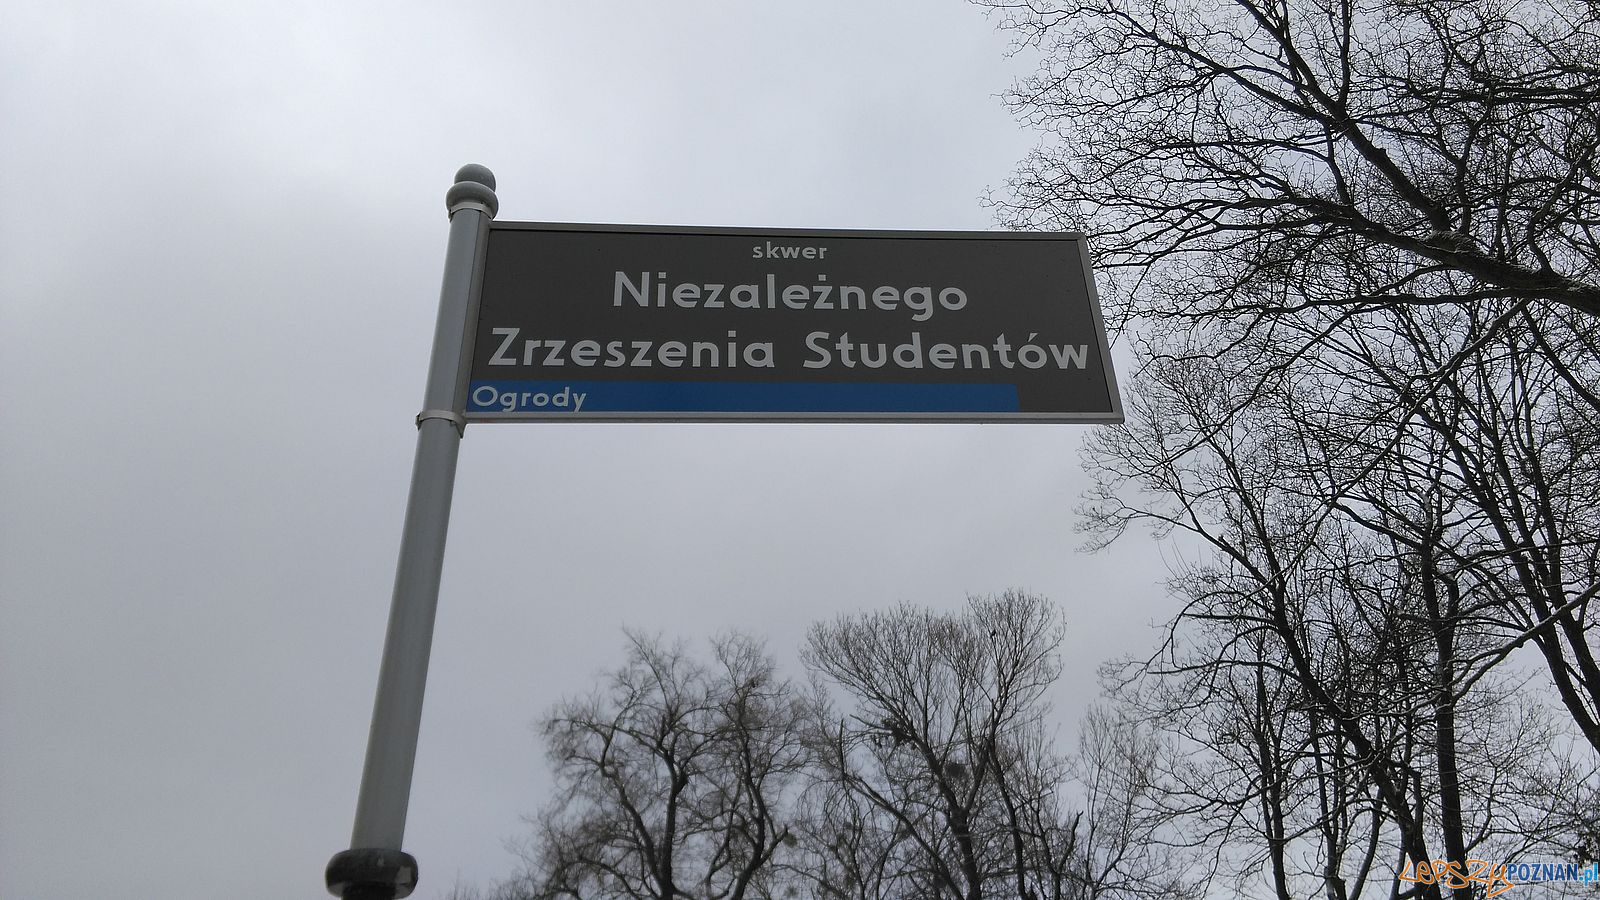 skwer
Niezależnego
Zrzeszenia Studentów
Ogrody
LEPSZYPOZNAN.pl